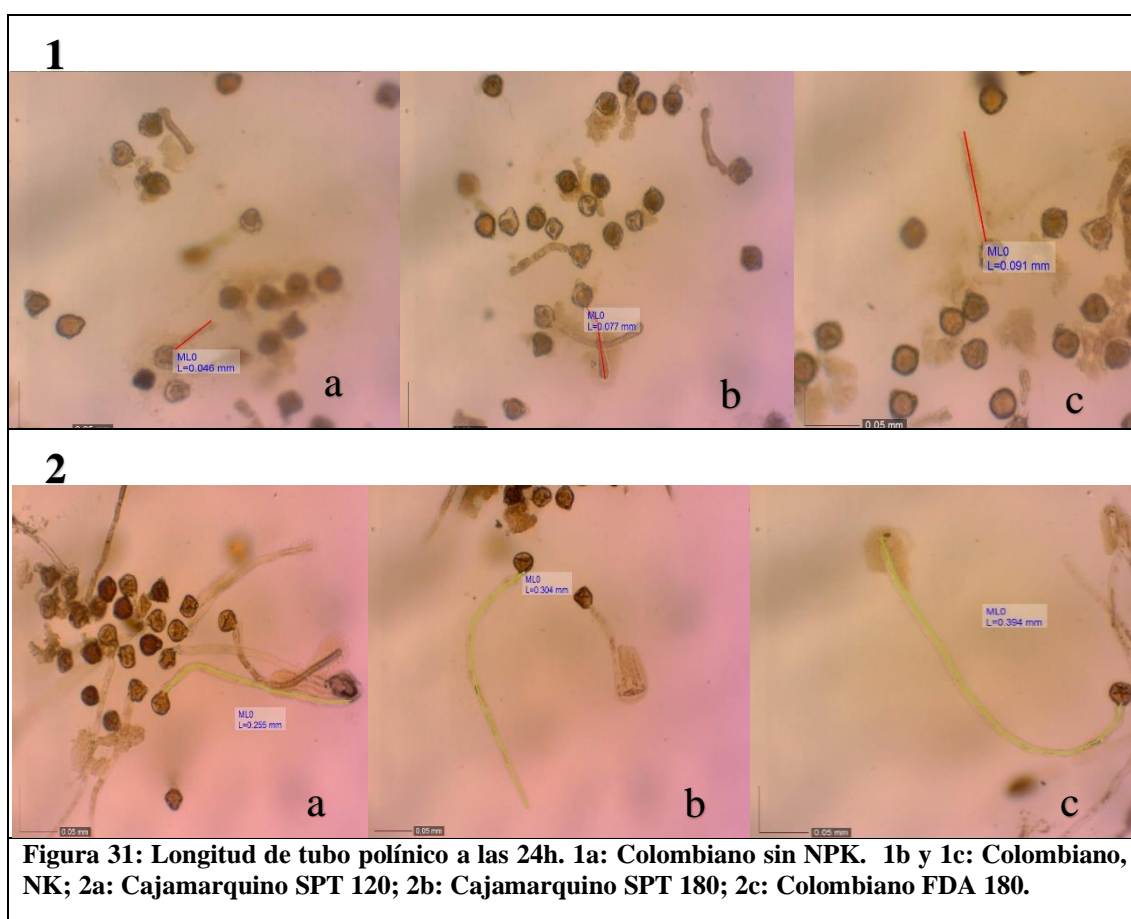 1
ML0
L=0.046 mm
a
0.05 mm
ML0
L=0.077 mm
b
ML0
L=0.091 mm
c
0.05 mm
2
ML0
L=0.255 mm
a
0.05 mm
ML0
L=0.304 mm
b
0.05 mm
ML0
L=0.394 mm
c
0.05 mm
Figura 31: Longitud de tubo polínico a las 24h. 1a: Colombiano sin NPK. 1b y 1c: Colombiano,
NK; 2a: Cajamarquino SPT 120; 2b: Cajamarquino SPT 180; 2c: Colombiano FDA 180.